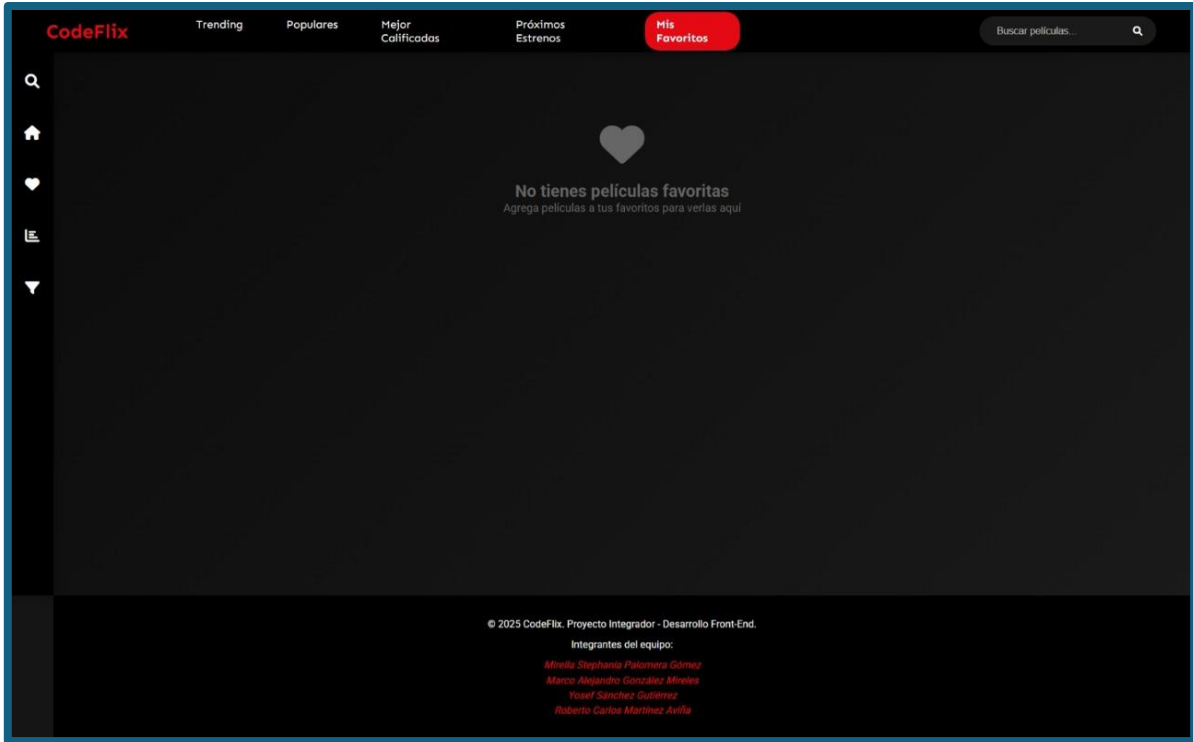 CodeFlix
Trending
Populares
Mejor
Calificadas
Próximos
Estrenos
Mis
Favoritos
Buscar películas...
No tienes películas favoritas
Agrega películas a tus favoritos para verlas aquí
© 2025 CodeFlix. Proyecto Integrador - Desarrollo Front-End.
Integrantes del equipo:
Mirella Stephania Palomera Gómez
Marco Alejandro González Mireles
Yosef Sánchez Gutiérrez
Roberto Carlos Martínez Aviña